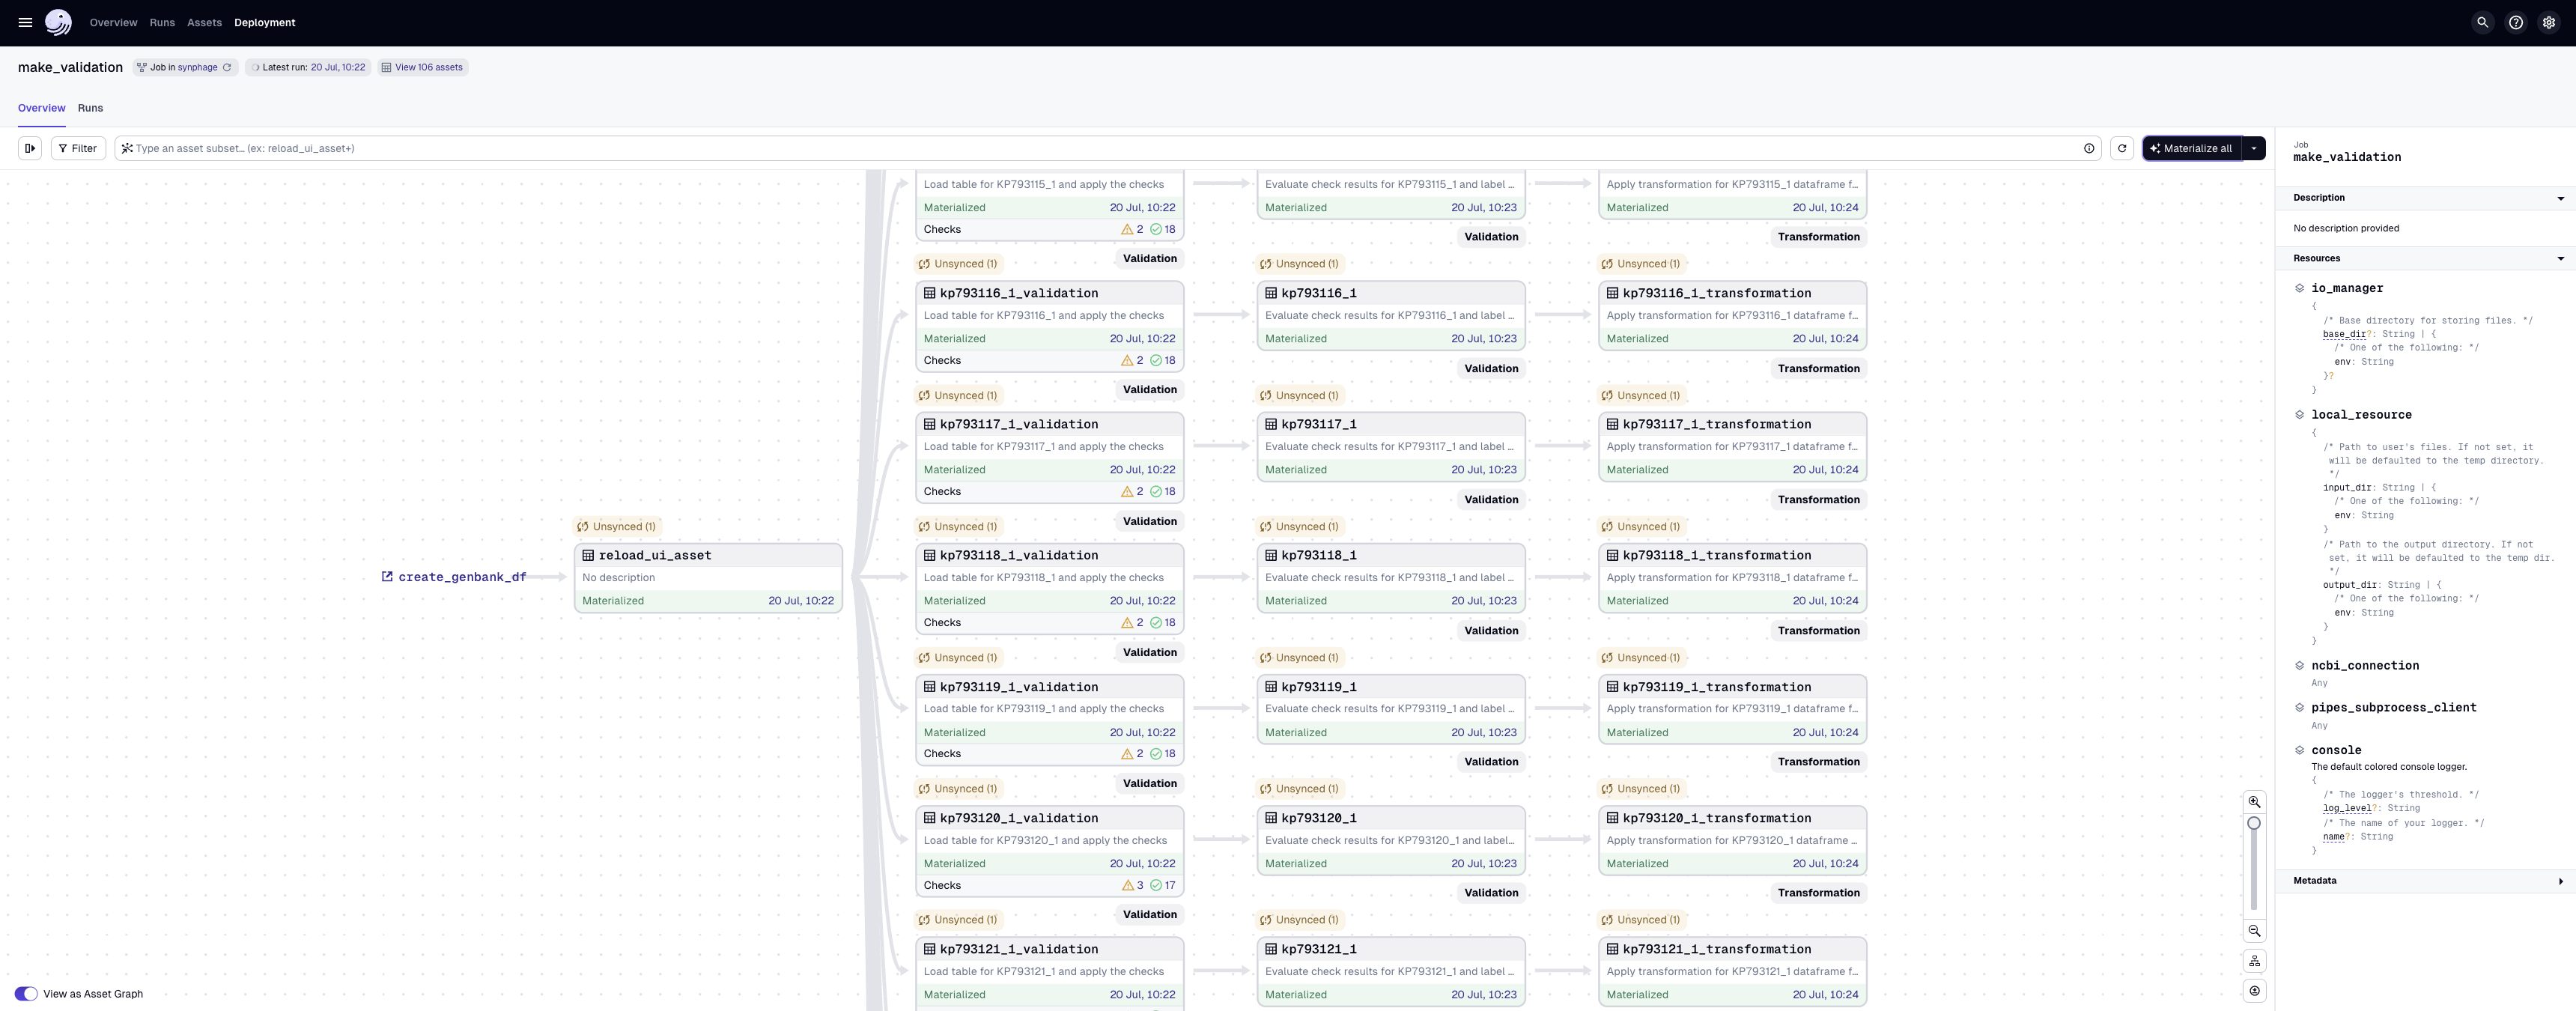 Overview Runs Assets Deployment
make_validation Job in synphage Latest run: 20 Jul, 10:22 View 106 assets
Overview Runs
Filter Type an asset subset… (ex: reload_ui_asset+) Materialize all
Load table for KP793115_1 and apply the checks Evaluate check results for KP793115_1 and label … Apply transformation for KP793115_1 dataframe f…
Materialized 20 Jul, 10:22 Materialized 20 Jul, 10:23 Materialized 20 Jul, 10:24
Checks 2 18
Validation Transformation
Validation
Unsynced (1) Unsynced (1) Unsynced (1)
kp793116_1_validation kp793116_1 kp793116_1_transformation
Load table for KP793116_1 and apply the checks Evaluate check results for KP793116_1 and label … Apply transformation for KP793116_1 dataframe f…
Materialized 20 Jul, 10:22 Materialized 20 Jul, 10:23 Materialized 20 Jul, 10:24
Checks 2 18
Validation Transformation
Validation
Unsynced (1) Unsynced (1) Unsynced (1)
kp793117_1_validation kp793117_1 kp793117_1_transformation
Load table for KP793117_1 and apply the checks Evaluate check results for KP793117_1 and label … Apply transformation for KP793117_1 dataframe f…
Materialized 20 Jul, 10:22 Materialized 20 Jul, 10:23 Materialized 20 Jul, 10:24
Checks 2 18
Validation Transformation
Validation
Unsynced (1) Unsynced (1) Unsynced (1) Unsynced (1)
reload_ui_asset kp793118_1_validation kp793118_1 kp793118_1_transformation
create_genbank_df No description Load table for KP793118_1 and apply the checks Evaluate check results for KP793118_1 and label … Apply transformation for KP793118_1 dataframe f…
Materialized 20 Jul, 10:22 Materialized 20 Jul, 10:22 Materialized 20 Jul, 10:23 Materialized 20 Jul, 10:24
Checks 2 18
Validation Transformation
Validation
Unsynced (1) Unsynced (1) Unsynced (1)
kp793119_1_validation kp793119_1 kp793119_1_transformation
Load table for KP793119_1 and apply the checks Evaluate check results for KP793119_1 and label … Apply transformation for KP793119_1 dataframe f…
Materialized 20 Jul, 10:22 Materialized 20 Jul, 10:23 Materialized 20 Jul, 10:24
Checks 2 18
Validation Transformation
Validation
Unsynced (1) Unsynced (1) Unsynced (1)
kp793120_1_validation kp793120_1 kp793120_1_transformation
Load table for KP793120_1 and apply the checks Evaluate check results for KP793120_1 and label… Apply transformation for KP793120_1 dataframe …
Materialized 20 Jul, 10:22 Materialized 20 Jul, 10:23 Materialized 20 Jul, 10:24
Checks 3 17
Validation Transformation
Validation
Unsynced (1) Unsynced (1) Unsynced (1)
kp793121_1_validation kp793121_1 kp793121_1_transformation
Load table for KP793121_1 and apply the checks Evaluate check results for KP793121_1 and label … Apply transformation for KP793121_1 dataframe f…
Materialized 20 Jul, 10:22 Materialized 20 Jul, 10:23 Materialized 20 Jul, 10:24
View as Asset Graph
Job
make_validation
Description
No description provided
Resources
io_manager
{
/* Base directory for storing files. */
base_dir?: String | {
/* One of the following: */
env: String
}?
}
local_resource
{
/* Path to user's files. If not set, it
will be defaulted to the temp directory.
*/
input_dir: String | {
/* One of the following: */
env: String
}
/* Path to the output directory. If not
set, it will be defaulted to the temp dir.
*/
output_dir: String | {
/* One of the following: */
env: String
}
}
ncbi_connection
Any
pipes_subprocess_client
Any
console
The default colored console logger.
{
/* The logger's threshold. */
log_level?: String
/* The name of your logger. */
name?: String
}
Metadata